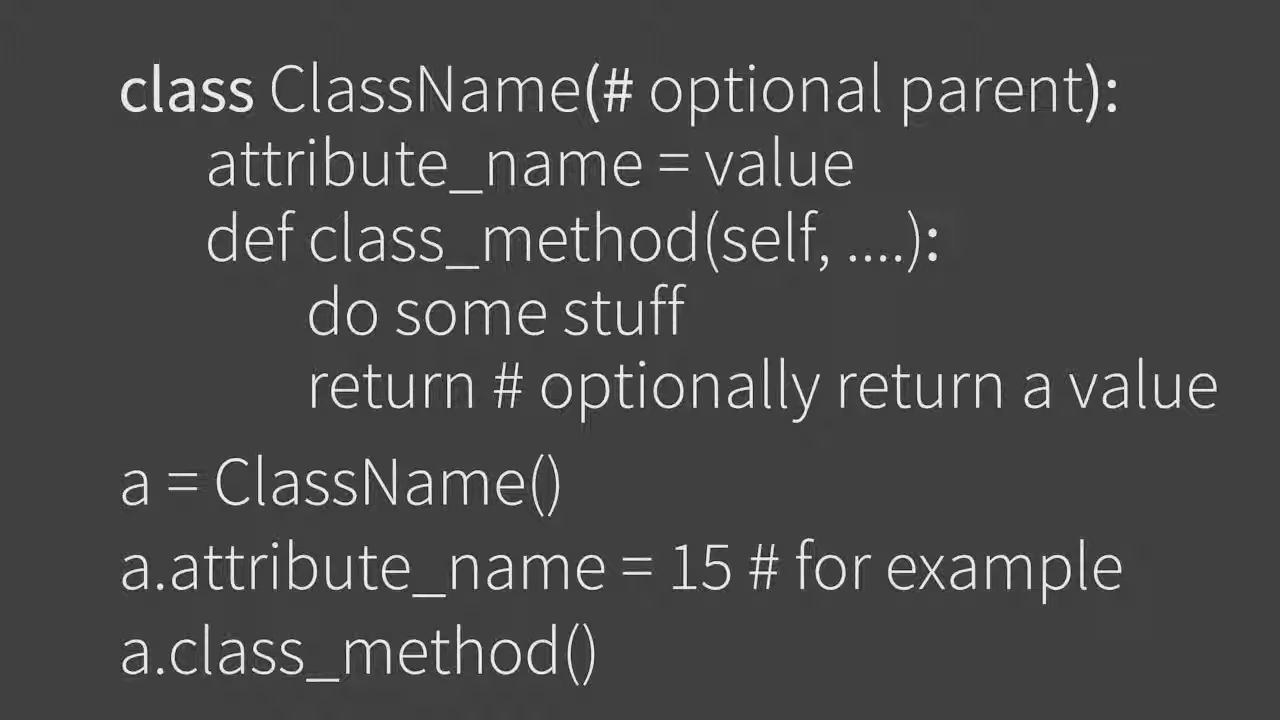 class ClassName(# optional parent):
attribute_name = value
def class_method(self, ....):
do some stuff
return # optionally return a value
a = ClassName()
a.attribute_name = 15 # for example
a.class_method()